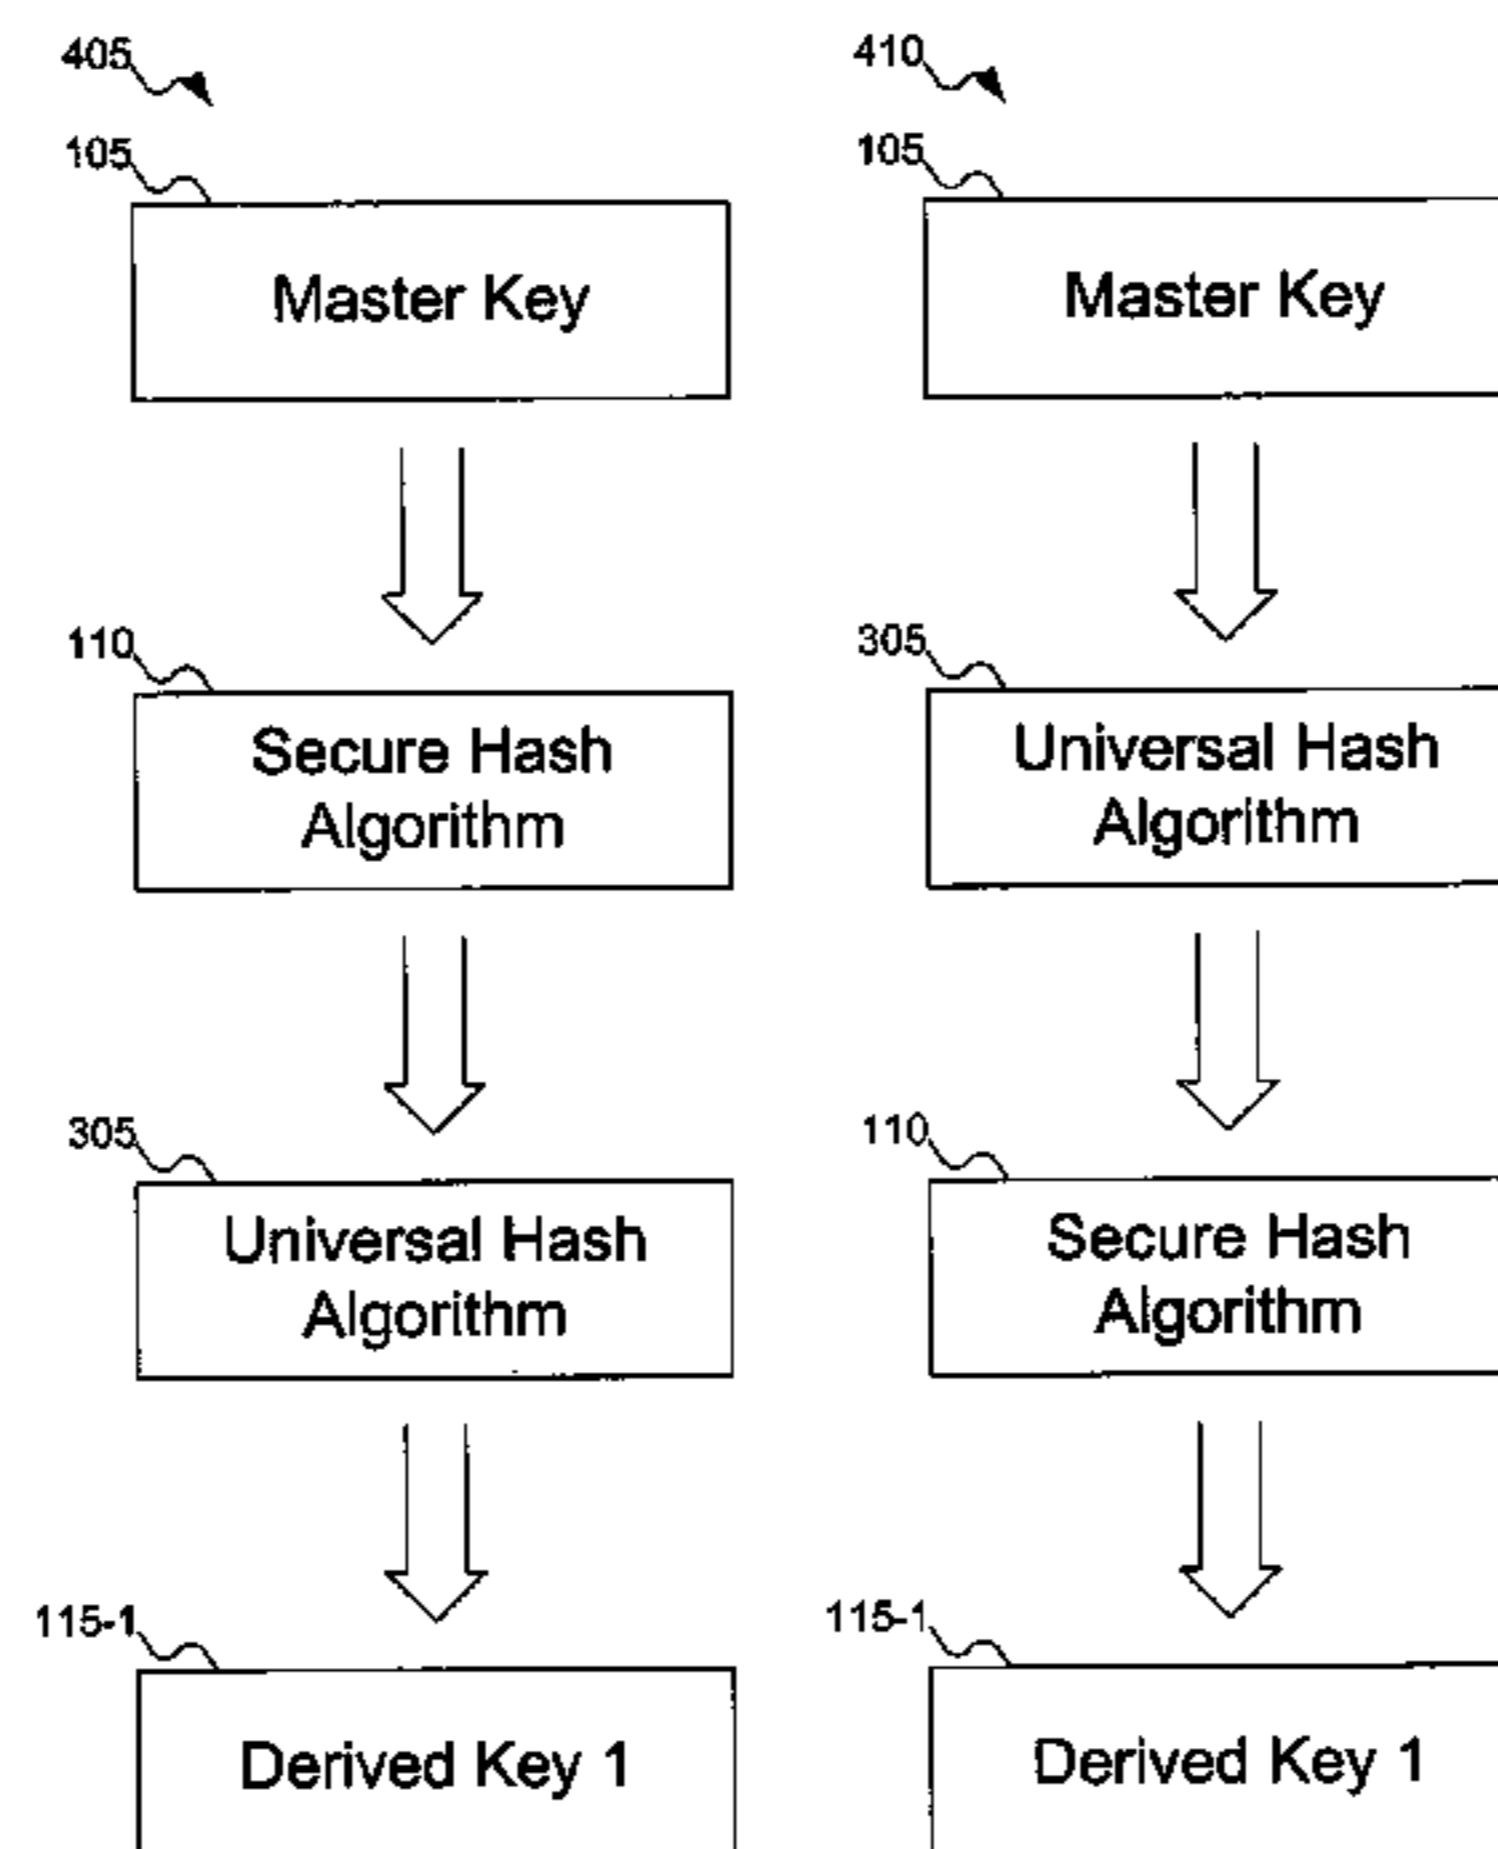 405
105
Master Key
110
Secure Hash
Algorithm
305
Universal Hash
Algorithm
115-1
Derived Key 1
410
105
Master Key
305
Universal Hash
Algorithm
110
Secure Hash
Algorithm
115-1
Derived Key 1